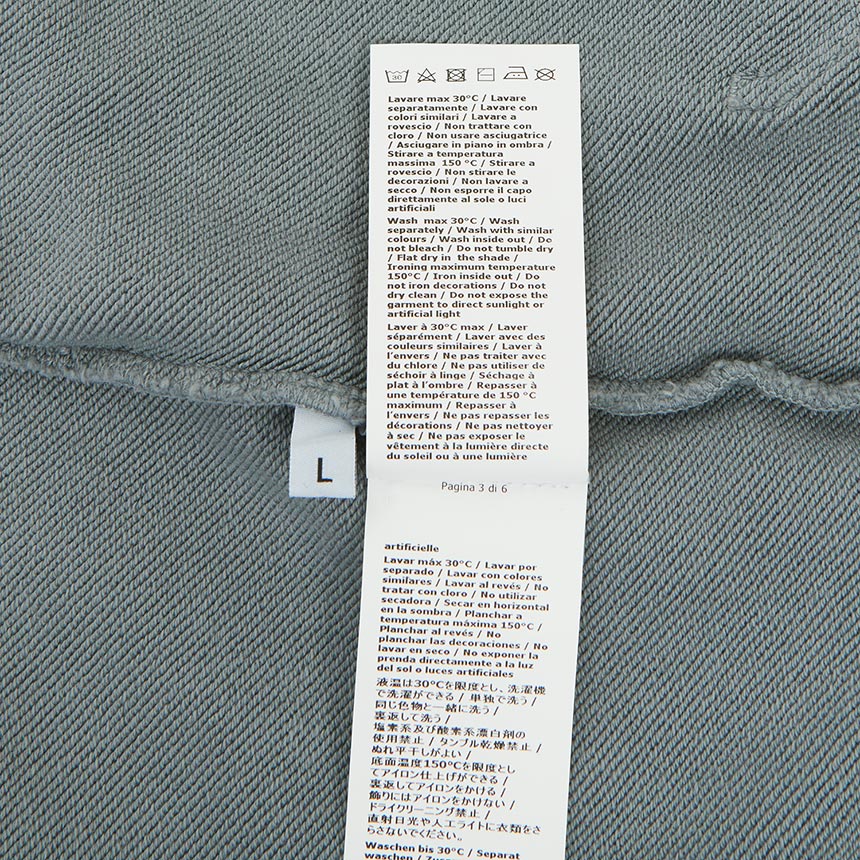 30
Lavare max 30°C / Lavare
separatamente / Lavare con
colori similari / Lavare a
rovescio / Non trattare con
cloro / Non usare asciugatrice
/ Asciugare in piano in ombra /
Stirare a temperatura
massima 150 °C / Stirare a
rovescio / Non stirare le
decorazioni / Non lavare a
secco / Non esporre il capo
direttamente al sole o luci
artificiali
Wash max 30°C / Wash
separately / Wash with similar
colours / Wash inside out / Do
not bleach / Do not tumble dry
/ Flat dry in the shade /
Ironing maximum temperature
150°C / Iron inside out / Do
not iron decorations / Do not
dry clean / Do not expose the
garment to direct sunlight or
artificial light
Laver à 30°C max / Laver
séparément / Laver avec des
couleurs similaires / Laver à
l'envers / Ne pas traiter avec
du chlore / Ne pas utiliser de
séchoir à linge / Séchage à
plat à l'ombre / Repasser à
une température de 150 °C
maximum / Repasser à
l'envers / Ne pas repasser les
décorations / Ne pas nettoyer
à sec / Ne pas exposer le
vêtement à la lumière directe
du soleil ou à une lumière
L
Pagina 3 di 6
artificielle
Lavar máx 30°C / Lavar por
separado / Lavar con colores
similares / Lavar al revés / No
tratar con cloro / No utilizar
secadora / Secar en horizontal
en la sombra / Planchar a
temperatura máxima 150°C /
Planchar al revés / No
planchar las decoraciones / No
lavar en seco / No exponer la
prenda directamente a la luz
del sol o luces artificiales
液温は30°Cを限度とし、洗濯機
で洗濯ができる / 単独で洗う /
同じ色物と一緒に洗う /
裏返して洗う /
塩素系及び酸素系漂白剤の
使用禁止 / タンブル乾燥禁止 /
ぬれ平干しがよい /
底面温度150°Cを限度とし
てアイロン仕上げができる /
裏返してアイロンをかける /
飾りにはアイロンをかけない /
ドライクリーニング禁止 /
直射日光や人工ライトに衣類をさ
らさないでください。
Waschen bis 30°C / Separat
waschen /